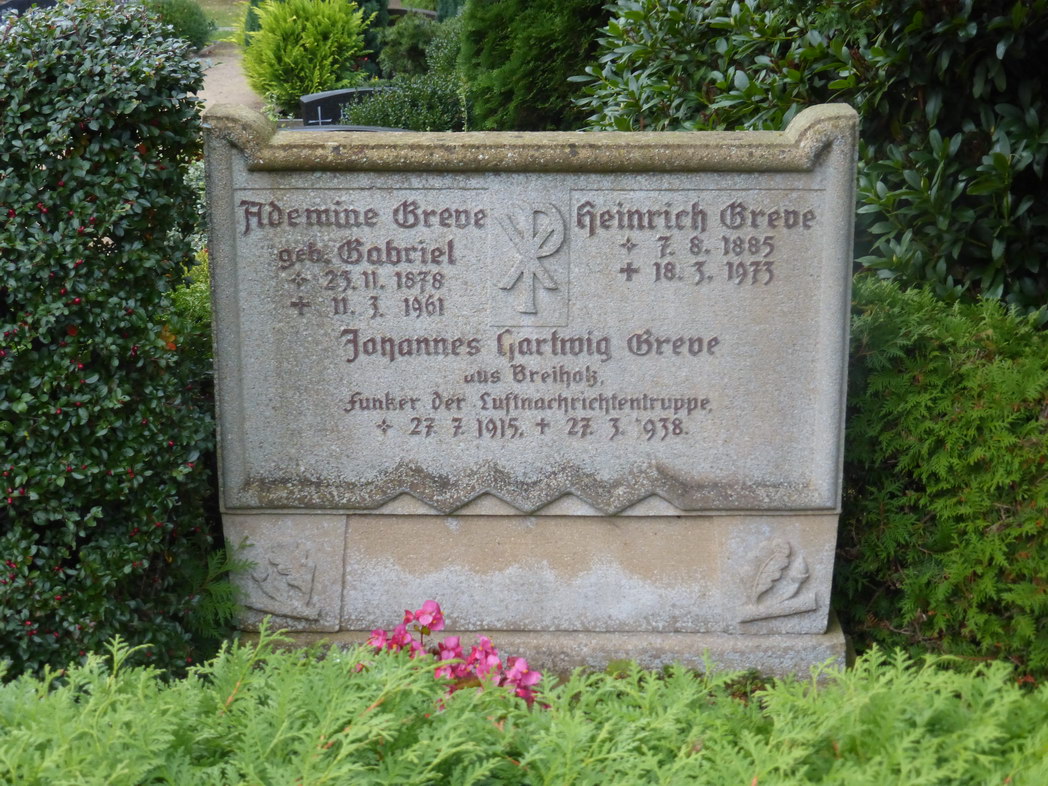 Ademine Greve
geb. Gabriel
✧ 23. 11. 1878
✝ 11. 3. 1961
Heinrich Greve
✧ 7. 8. 1885
✝ 18. 3. 1973
Johannes Hartwig Greve
aus Breiholz,
Funker der Luftnachrichtentruppe,
✧ 27. 7. 1915, ✝ 27. 3. 1938.